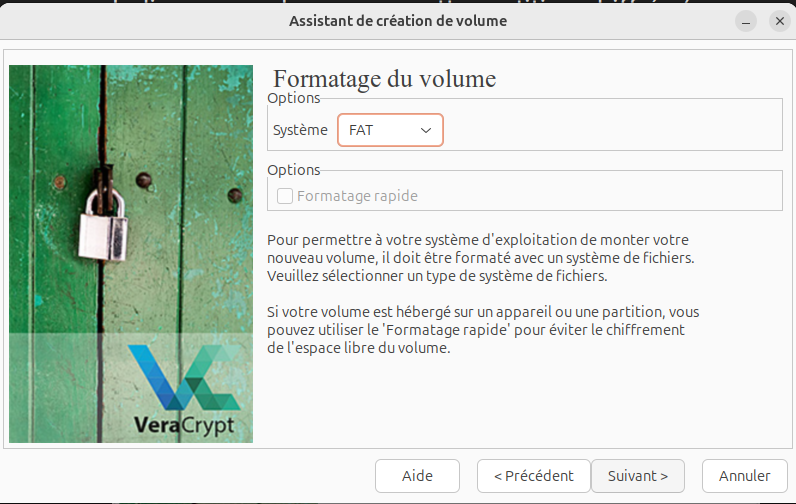 Assistant de création de volume
Formatage du volume
Options
Système FAT
Options
Formatage rapide
Pour permettre à votre système d'exploitation de monter votre
nouveau volume, il doit être formaté avec un système de fichiers.
Veuillez sélectionner un type de système de fichiers.
Si votre volume est hébergé sur un appareil ou une partition, vous
pouvez utiliser le 'Formatage rapide' pour éviter le chiffrement
de l'espace libre du volume.
VeraCrypt
Aide < Précédent Suivant > Annuler